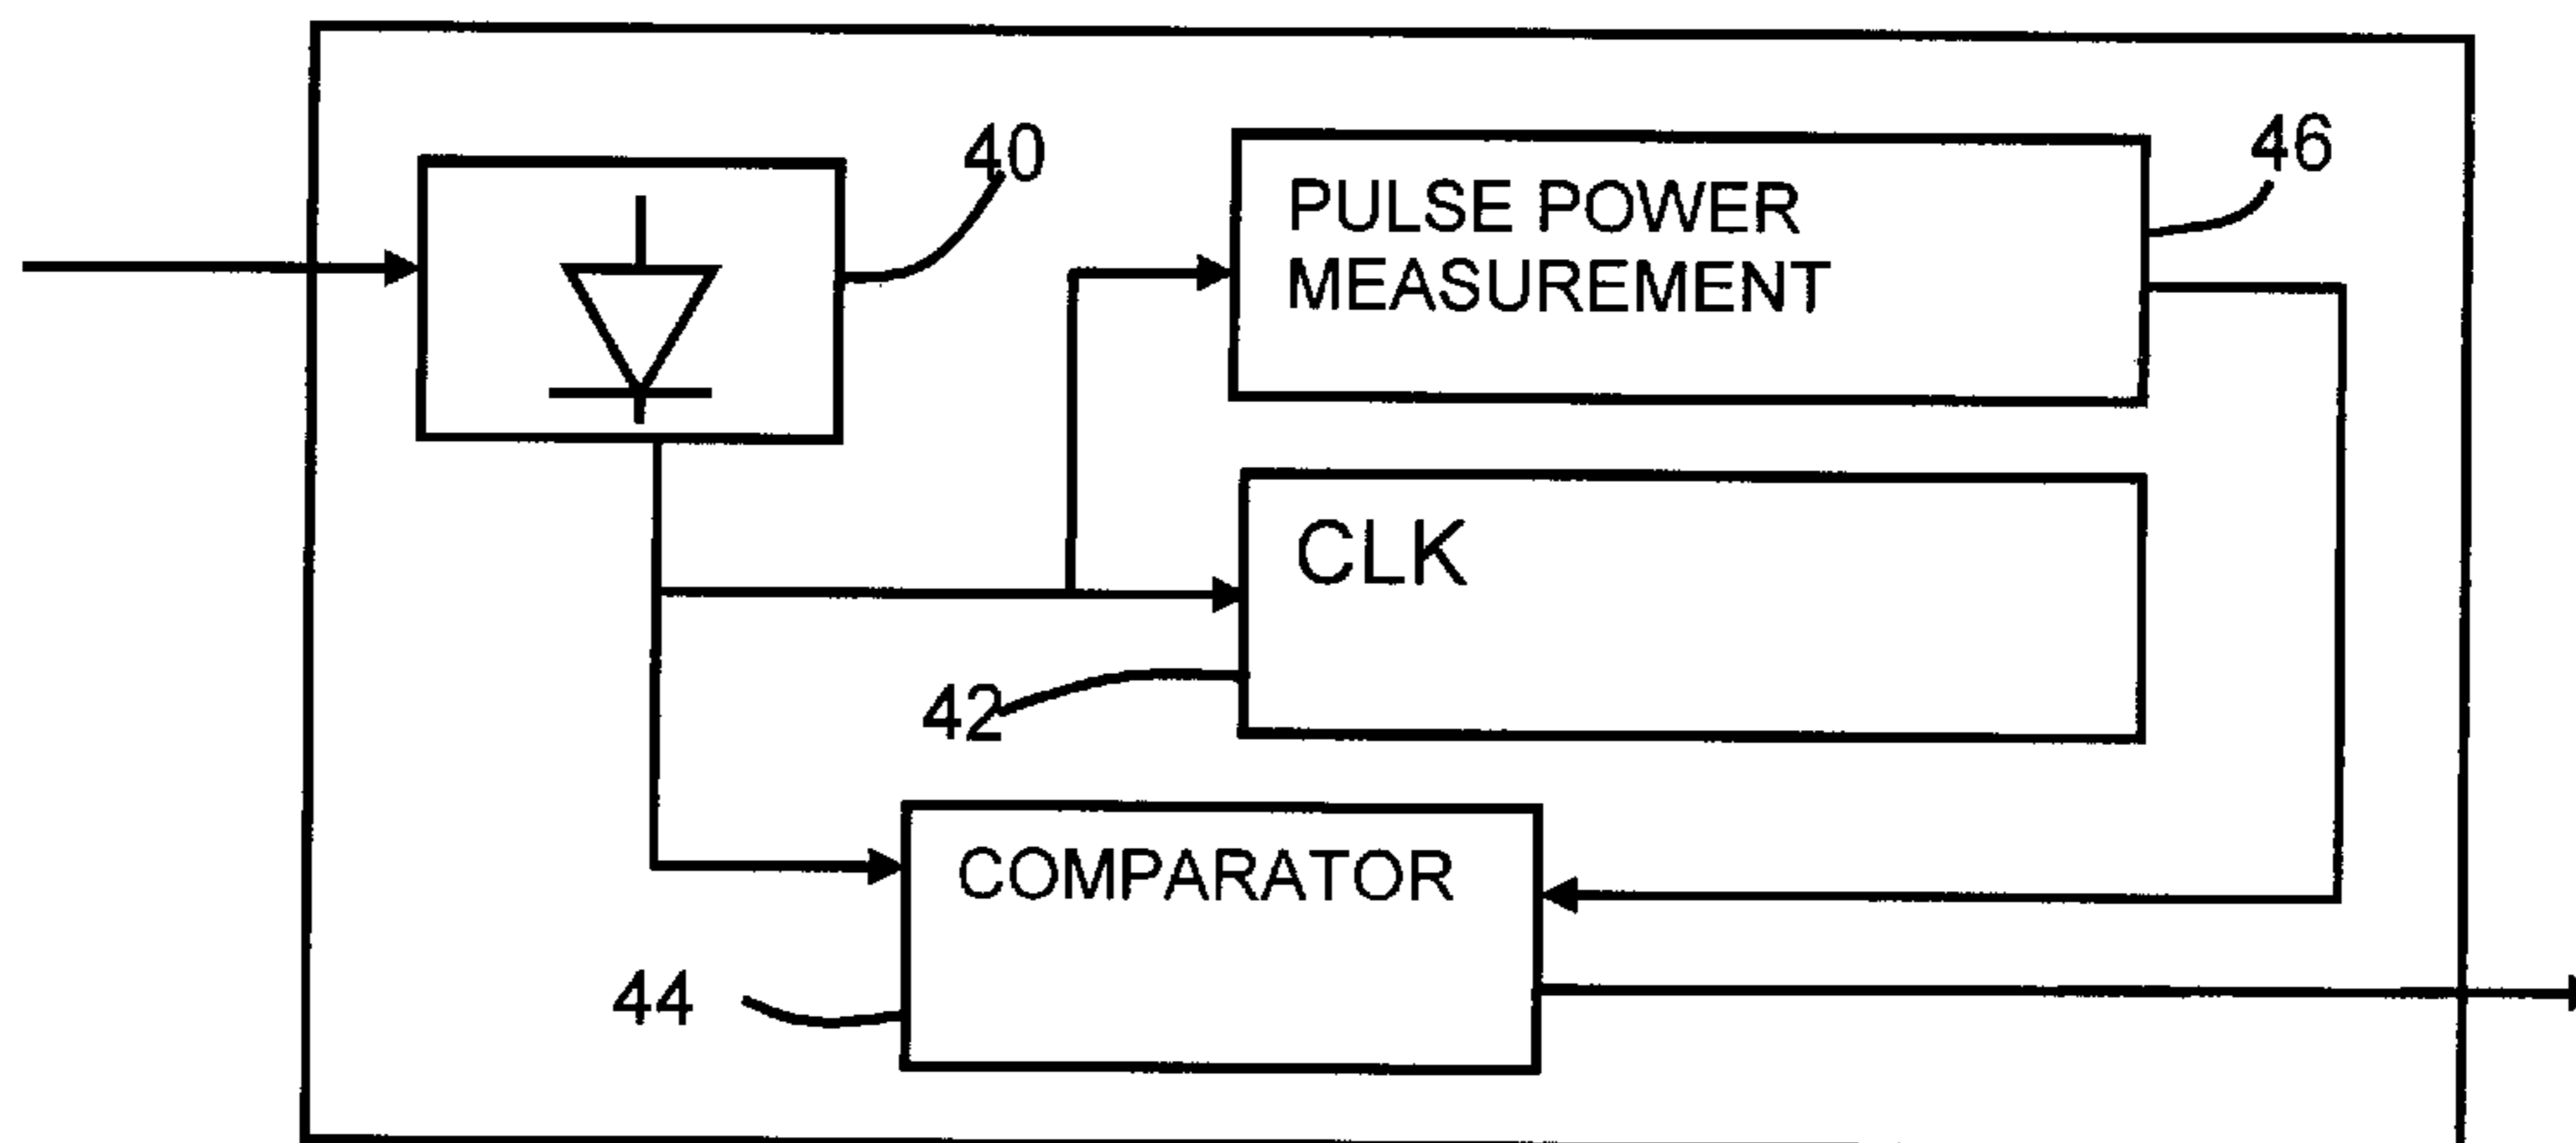 40
46
PULSE POWER
MEASUREMENT
CLK
42
COMPARATOR
44